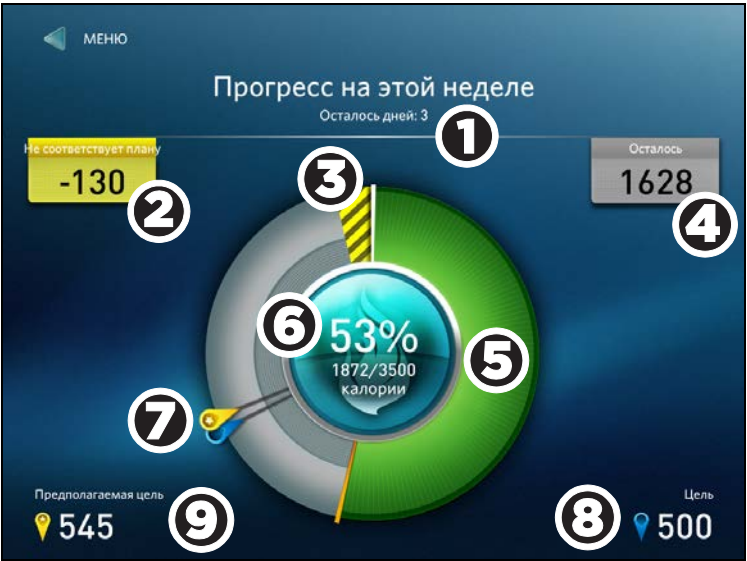 МЕНЮ
Прогресс на этой неделе
Осталось дней: 3
1
Не соответствует плану
-130
2
3
Осталось
1628
4
5
6
53%
1872/3500
калории
7
Предполагаемая цель
545
9
8
Цель
500